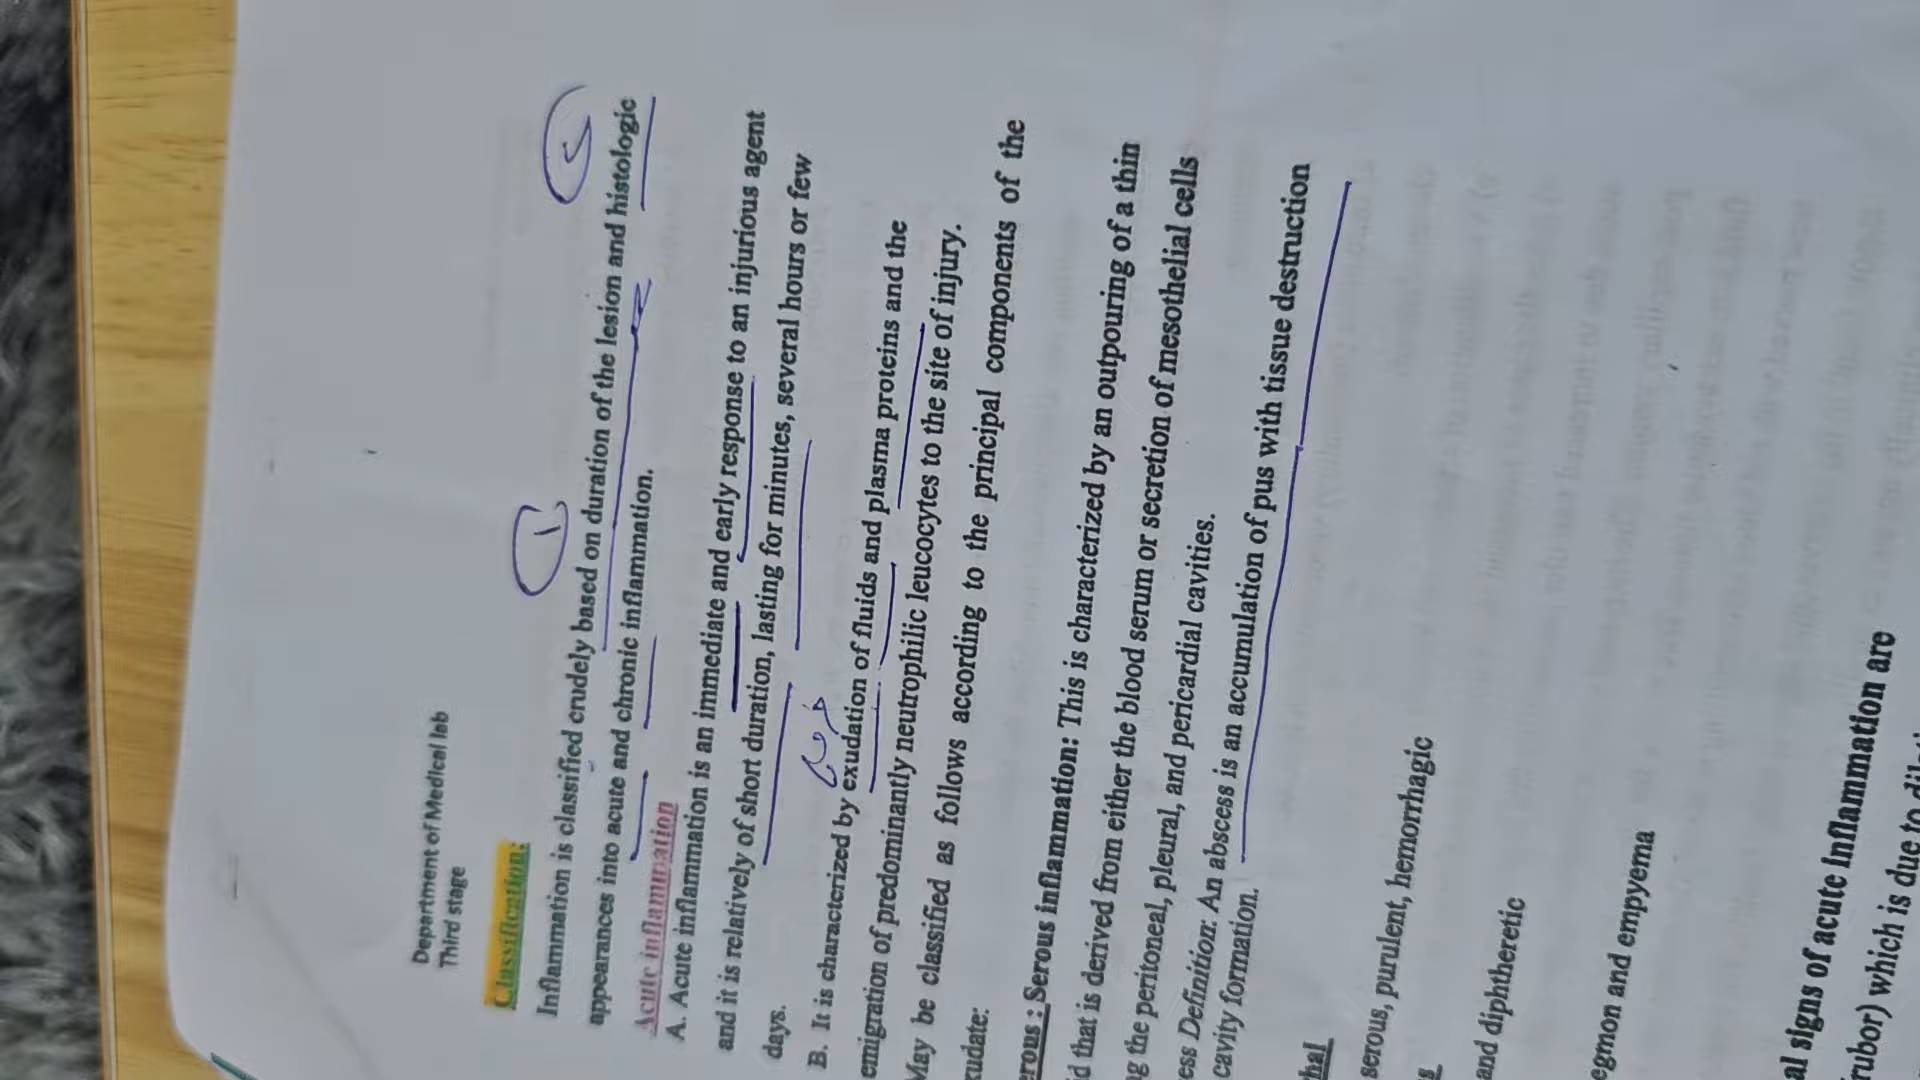 Department of Medical lab
Third stage
Classification:
Inflammation is classified crudely based on duration of the lesion and histologic
appearances into acute and chronic inflammation.
Acute inflammation
A. Acute inflammation is an immediate and early response to an injurious agent
and it is relatively of short duration, lasting for minutes, several hours or few
days.
B. It is characterized by exudation of fluids and plasma proteins and the
emigration of predominantly neutrophilic leucocytes to the site of injury.
May be classified as follows according to the principal components of the
xudate:
erous : Serous inflammation: This is characterized by an outpouring of a thin
id that is derived from either the blood serum or secretion of mesothelial cells
ng the peritoneal, pleural, and pericardial cavities.
ess Definition: An abscess is an accumulation of pus with tissue destruction
cavity formation.
hal
serous, purulent, hemorrhagic
s
and diphtheretic
egmon and empyema
al signs of acute Inflammation are
rubor) which is due to